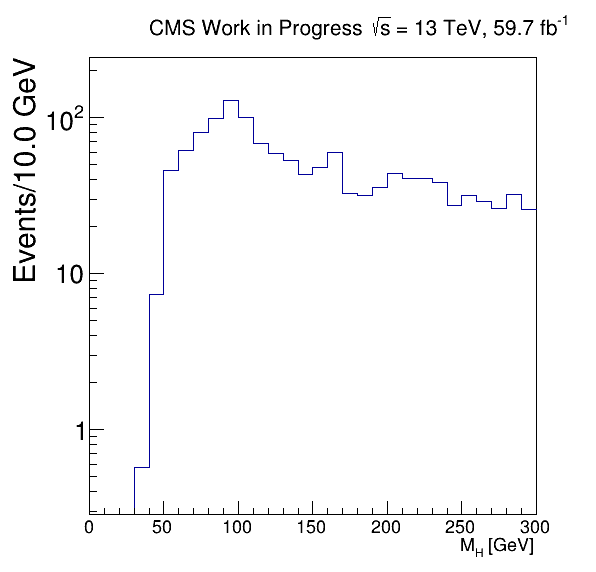 CMS Work in Progress √s = 13 TeV, 59.7 fb⁻¹
Events/10.0 GeV
10²
10
1
0 50 100 150 200 250 300
M_H [GeV]